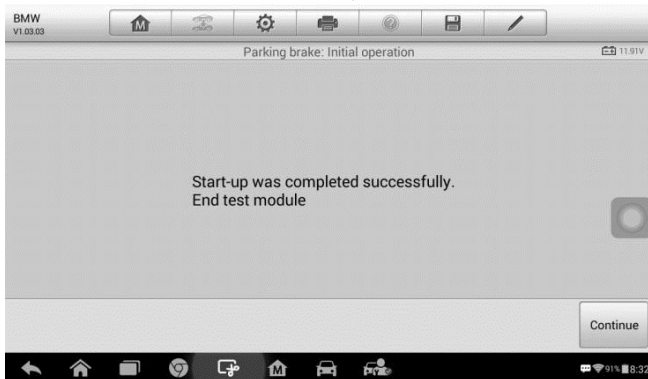 BMW
V1.03.03
Parking brake: Initial operation
11.91V
Start-up was completed successfully.
End test module
Continue
91%
8:32